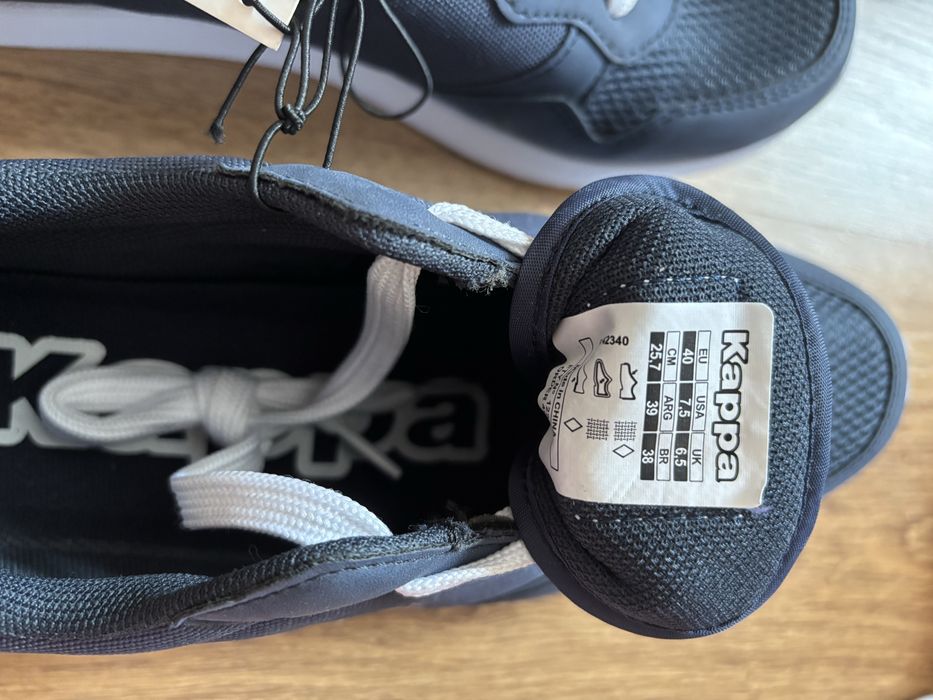 Kappa
EU USA UK
40 7.5 6.5
CM ARG BR
25.7 39 38
in CHINA
Kappa